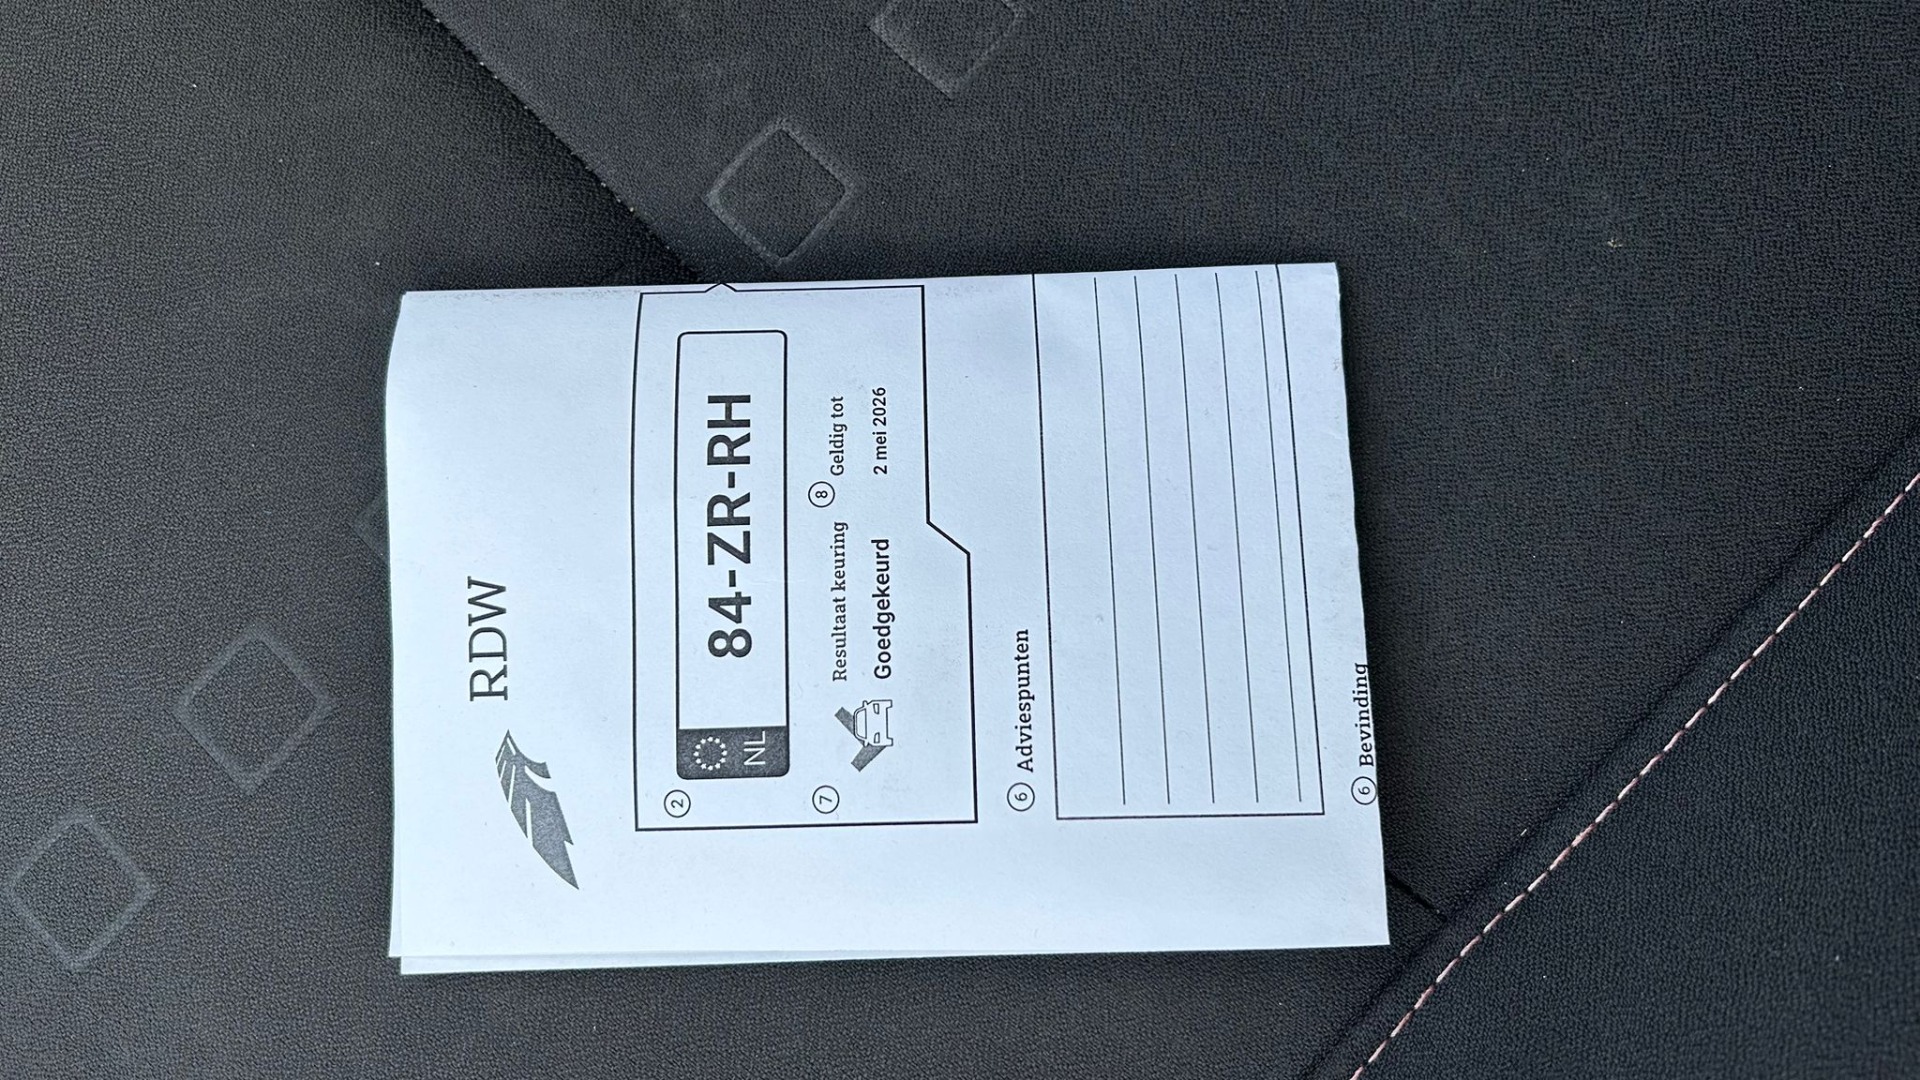 RDW
2
NL 84-ZR-RH
7 Resultaat keuring
Goedgekeurd
8 Geldig tot
2 mei 2026
6 Adviespunten
6 Bevinding